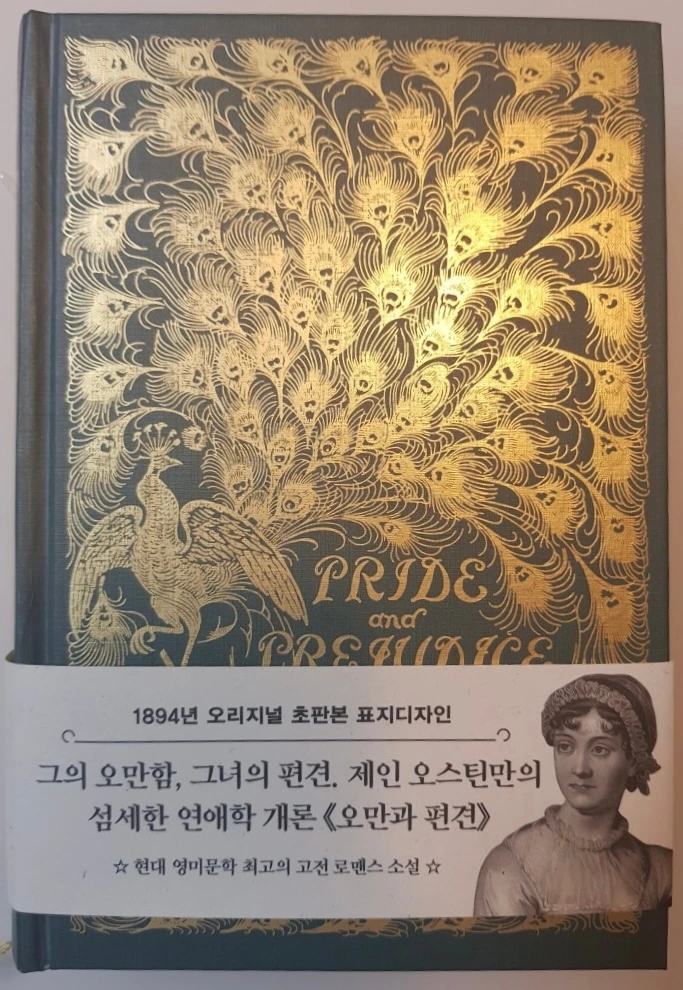 PRIDE
and
PREJUDICE
1894년 오리지널 초판본 표지디자인
그의 오만함, 그녀의 편견. 제인 오스틴만의
섬세한 연애학 개론 《오만과 편견》
☆ 현대 영미문학 최고의 고전 로맨스 소설 ☆